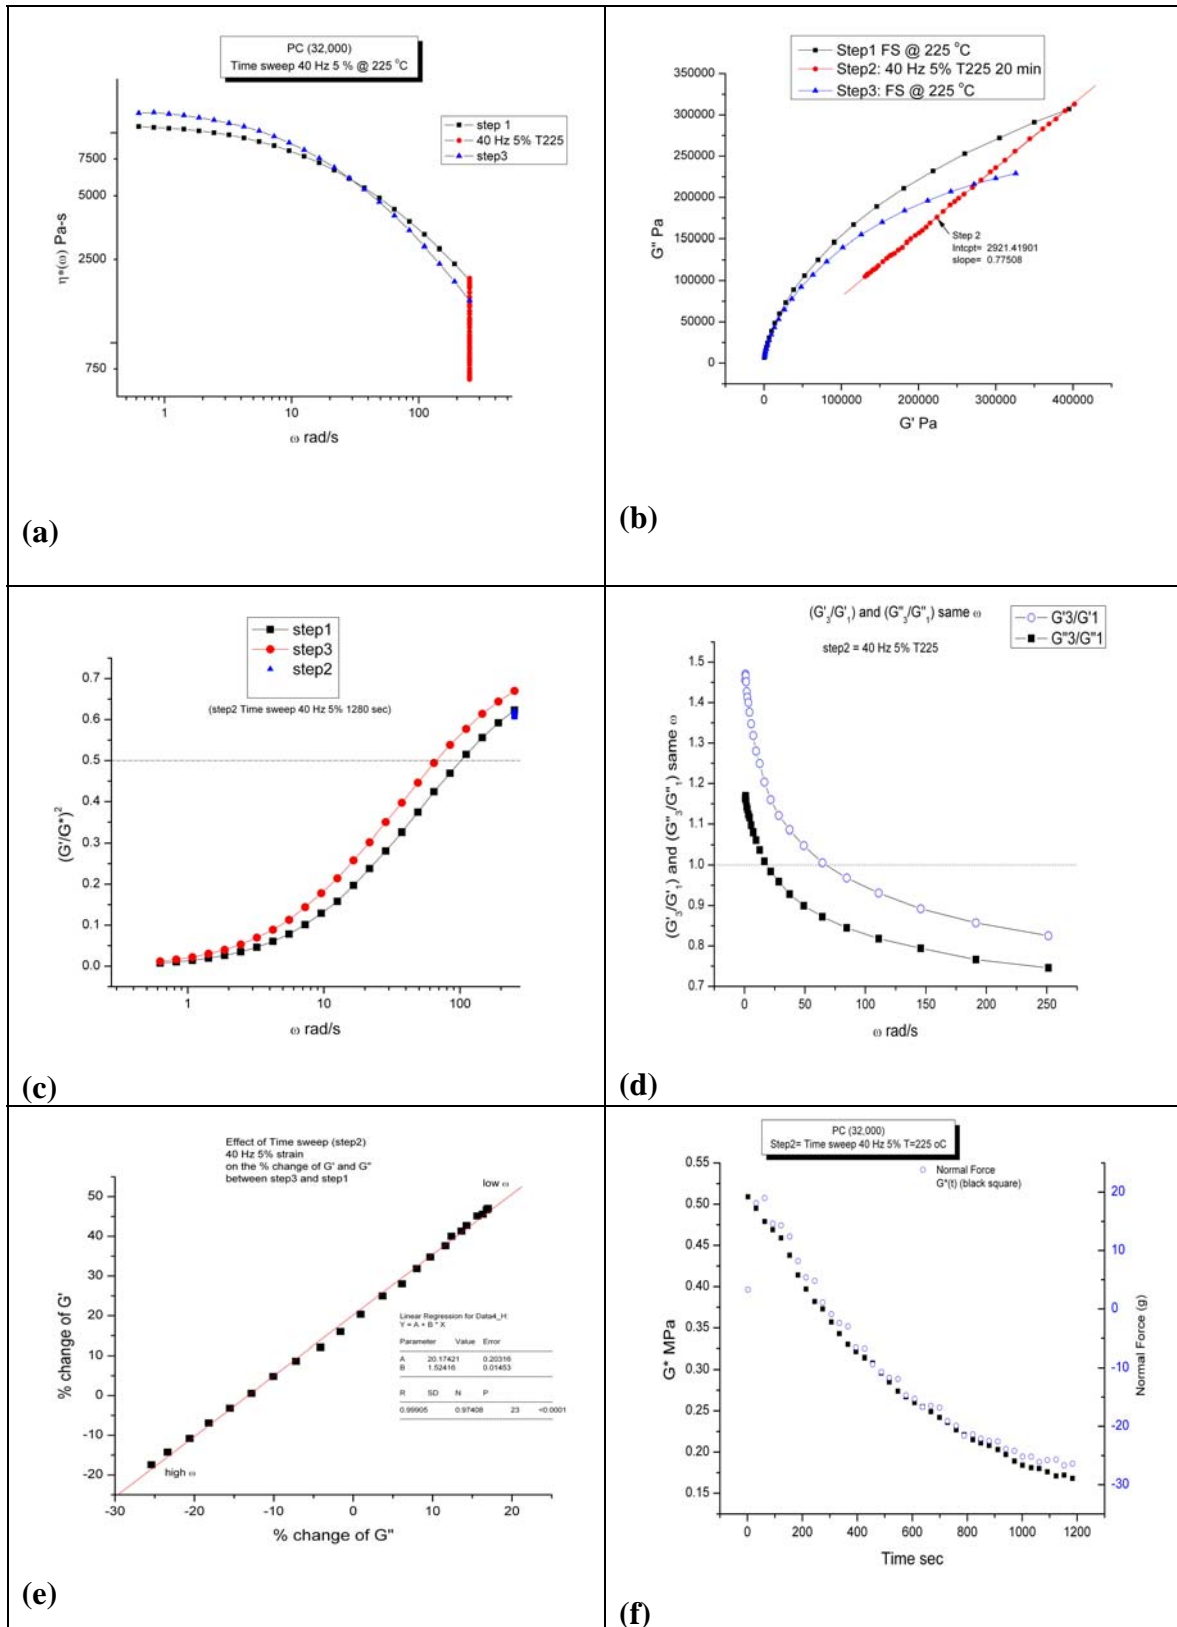 PC (32,000)
Time sweep 40 Hz 5 % @ 225 °C
step 1
40 Hz 5% T225
step3
7500
5000
2500
750
η*(ω) Pa-s
1
10
100
ω rad/s
(a)
Step1 FS @ 225 °C
Step2: 40 Hz 5% T225 20 min
Step3: FS @ 225 °C
350000
300000
250000
200000
150000
100000
50000
0
G'' Pa
Step 2
Intcpt= 2921.41901
slope= 0.77508
0
100000
200000
300000
400000
G' Pa
(b)
step1
step3
step2
(step2 Time sweep 40 Hz 5% 1280 sec)
0.7
0.6
0.5
0.4
0.3
0.2
0.1
0.0
(G'/G*)²
1
10
100
ω rad/s
(c)
(G'₃/G'₁) and (G''₃/G''₁) same ω
step2 = 40 Hz 5% T225
G'3/G'1
G''3/G''1
1.5
1.4
1.3
1.2
1.1
1.0
0.9
0.8
0.7
(G'₃/G'₁) and (G''₃/G''₁) same ω
0
50
100
150
200
250
ω rad/s
(d)
Effect of Time sweep (step2)
40 Hz 5% strain
on the % change of G' and G''
between step3 and step1
low ω
50
40
30
20
10
0
-10
-20
% change of G'
Linear Regression for Data4_H:
Y = A + B * X
Parameter Value Error
A 20.17421 0.20316
B 1.52416 0.01453
R SD N P
0.99905 0.97408 23 <0.0001
high ω
-30
-20
-10
0
10
20
% change of G''
(e)
PC (32,000)
Step2= Time sweep 40 Hz 5% T=225 oC
Normal Force
G*(t) (black square)
0.55
0.50
0.45
0.40
0.35
0.30
0.25
0.20
0.15
G* MPa
20
10
0
-10
-20
-30
Normal Force (g)
0
200
400
600
800
1000
1200
Time sec
(f)